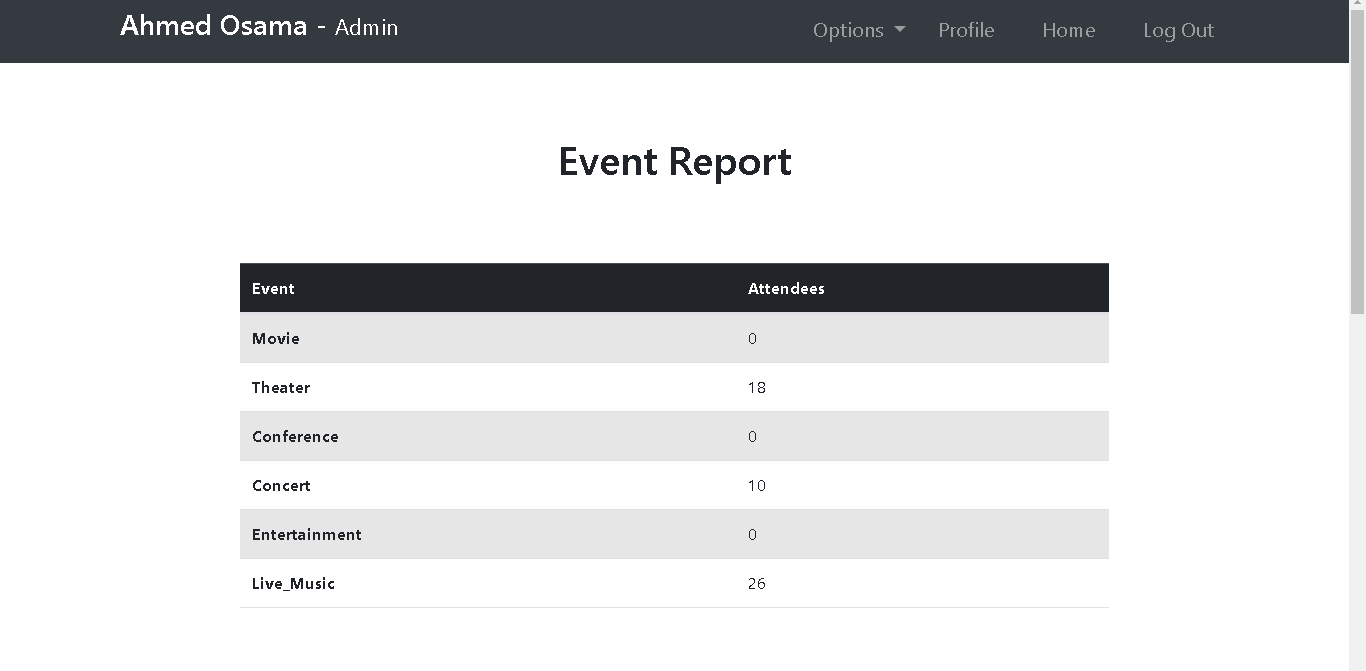 Ahmed Osama - Admin Options Profile Home Log Out
Event Report
Event Attendees
Movie 0
Theater 18
Conference 0
Concert 10
Entertainment 0
Live_Music 26